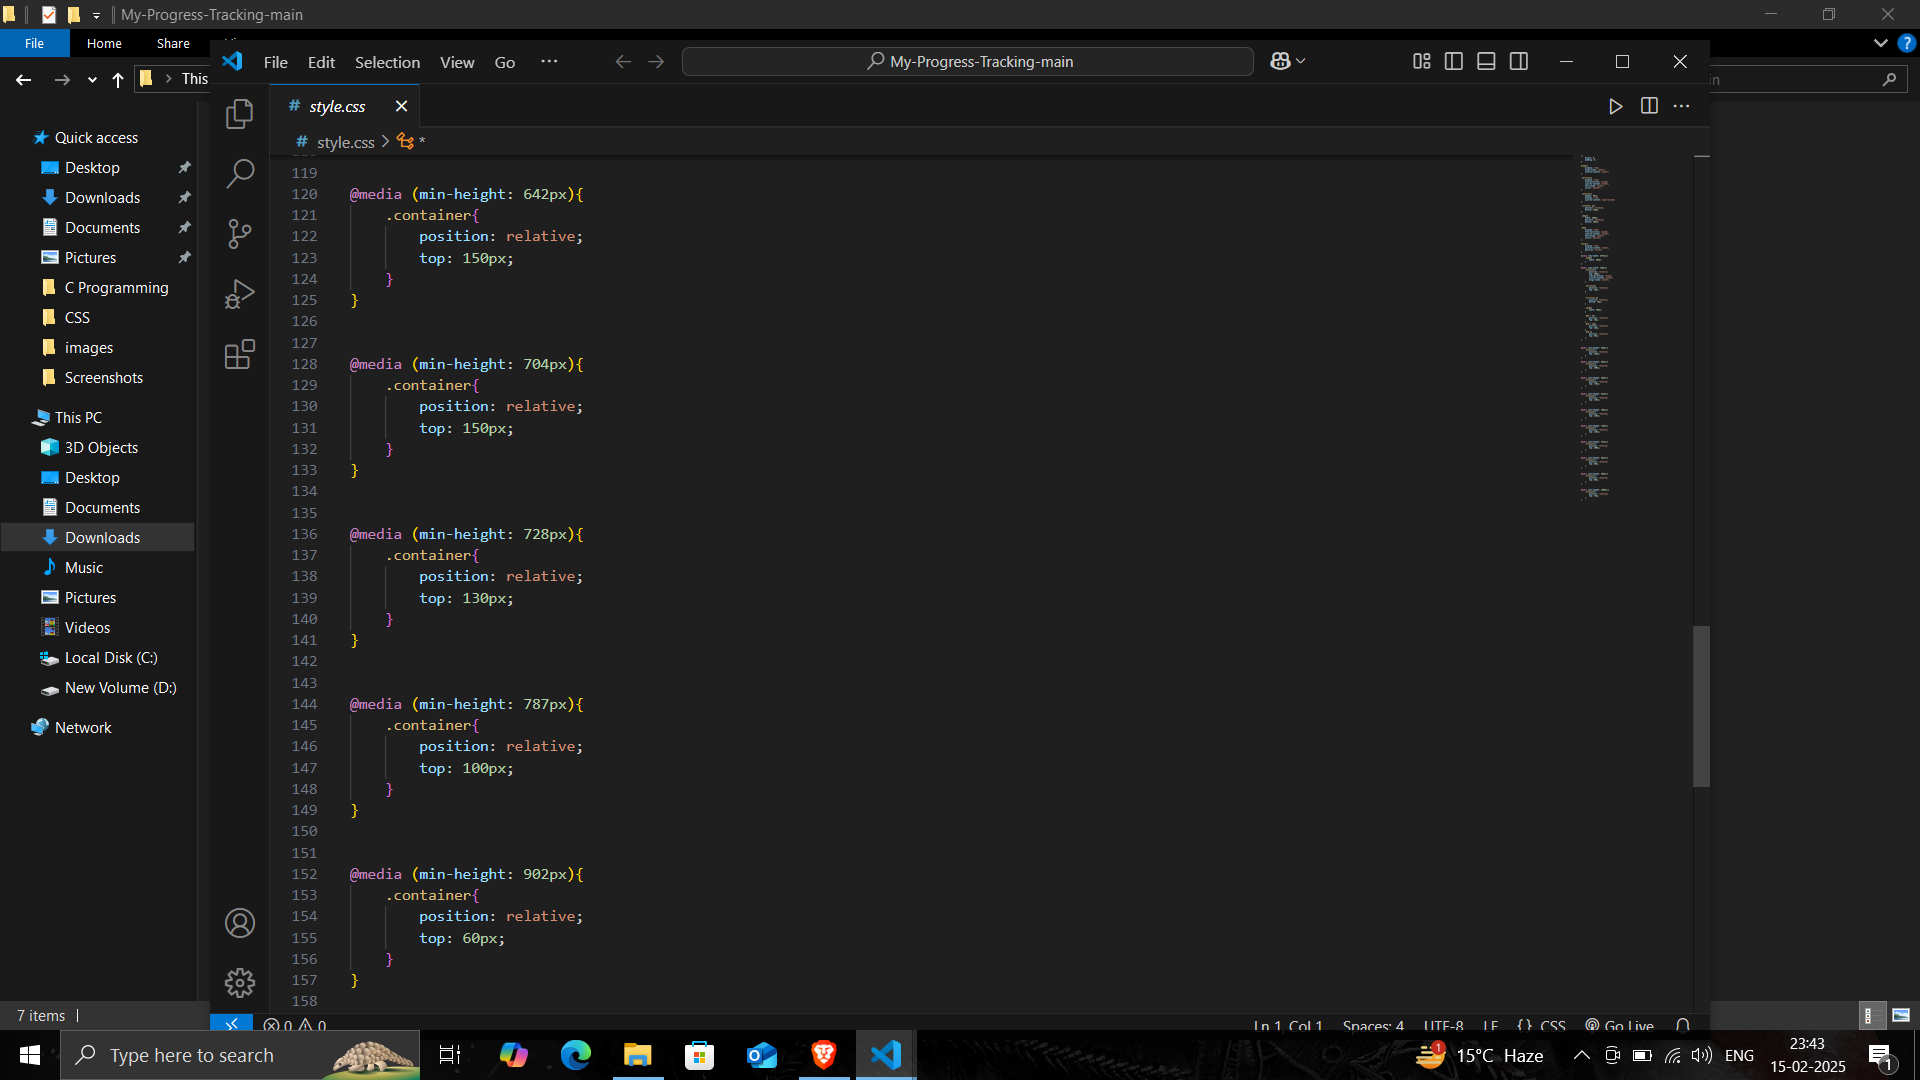 My-Progress-Tracking-main
File Home Share
This
Quick access
Desktop
Downloads
Documents
Pictures
C Programming
CSS
images
Screenshots
This PC
3D Objects
Desktop
Documents
Downloads
Music
Pictures
Videos
Local Disk (C:)
New Volume (D:)
Network
7 items
File Edit Selection View Go ...
My-Progress-Tracking-main
# style.css
# style.css > *
119
120 @media (min-height: 642px){
121 .container{
122 position: relative;
123 top: 150px;
124 }
125 }
126
127
128 @media (min-height: 704px){
129 .container{
130 position: relative;
131 top: 150px;
132 }
133 }
134
135
136 @media (min-height: 728px){
137 .container{
138 position: relative;
139 top: 130px;
140 }
141 }
142
143
144 @media (min-height: 787px){
145 .container{
146 position: relative;
147 top: 100px;
148 }
149 }
150
151
152 @media (min-height: 902px){
153 .container{
154 position: relative;
155 top: 60px;
156 }
157 }
158
0 0
Ln 1, Col 1 Spaces: 4 UTF-8 LF {} CSS Go Live
Type here to search
1
15°C Haze
ENG
23:43
15-02-2025
1